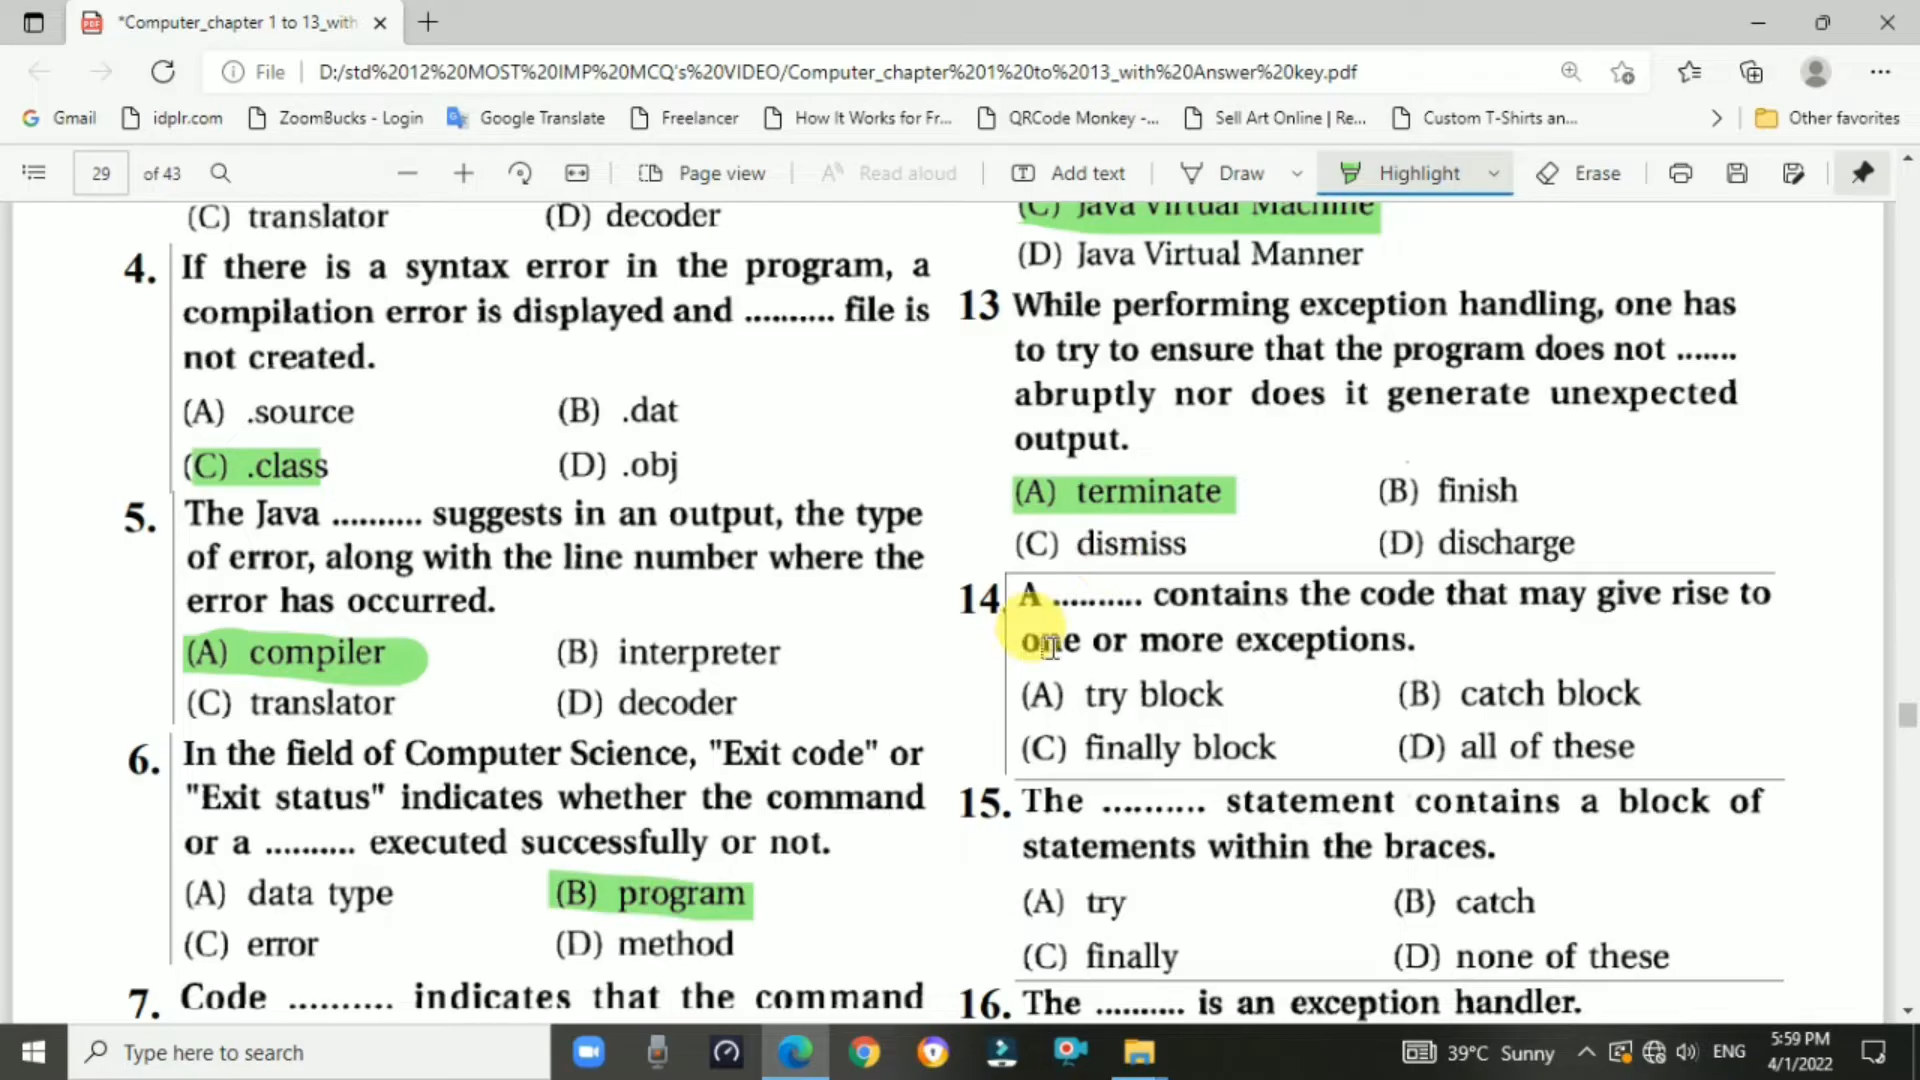 *Computer_chapter 1 to 13_with
File
D:/std%2012%20MOST%20IMP%20MCQ's%20VIDEO/Computer_chapter%201%20to%2013_with%20Answer%20key.pdf
Gmail
idplr.com
ZoomBucks - Login
Google Translate
Freelancer
How It Works for Fr...
QRCode Monkey -...
Sell Art Online | Re...
Custom T-Shirts an...
Other favorites
29 of 43
Page view
Read aloud
Add text
Draw
Highlight
Erase
(C) translator (D) decoder
4. If there is a syntax error in the program, a
compilation error is displayed and .......... file is
not created.
(A) .source (B) .dat
(C) .class (D) .obj
5. The Java .......... suggests in an output, the type
of error, along with the line number where the
error has occurred.
(A) compiler (B) interpreter
(C) translator (D) decoder
6. In the field of Computer Science, "Exit code" or
"Exit status" indicates whether the command
or a .......... executed successfully or not.
(A) data type (B) program
(C) error (D) method
7. Code .......... indicates that the command
(C) Java Virtual Machine
(D) Java Virtual Manner
13 While performing exception handling, one has
to try to ensure that the program does not .......
abruptly nor does it generate unexpected
output.
(A) terminate (B) finish
(C) dismiss (D) discharge
14. A .......... contains the code that may give rise to
one or more exceptions.
(A) try block (B) catch block
(C) finally block (D) all of these
15. The .......... statement contains a block of
statements within the braces.
(A) try (B) catch
(C) finally (D) none of these
16. The .......... is an exception handler.
Type here to search
39°C Sunny
ENG
5:59 PM
4/1/2022